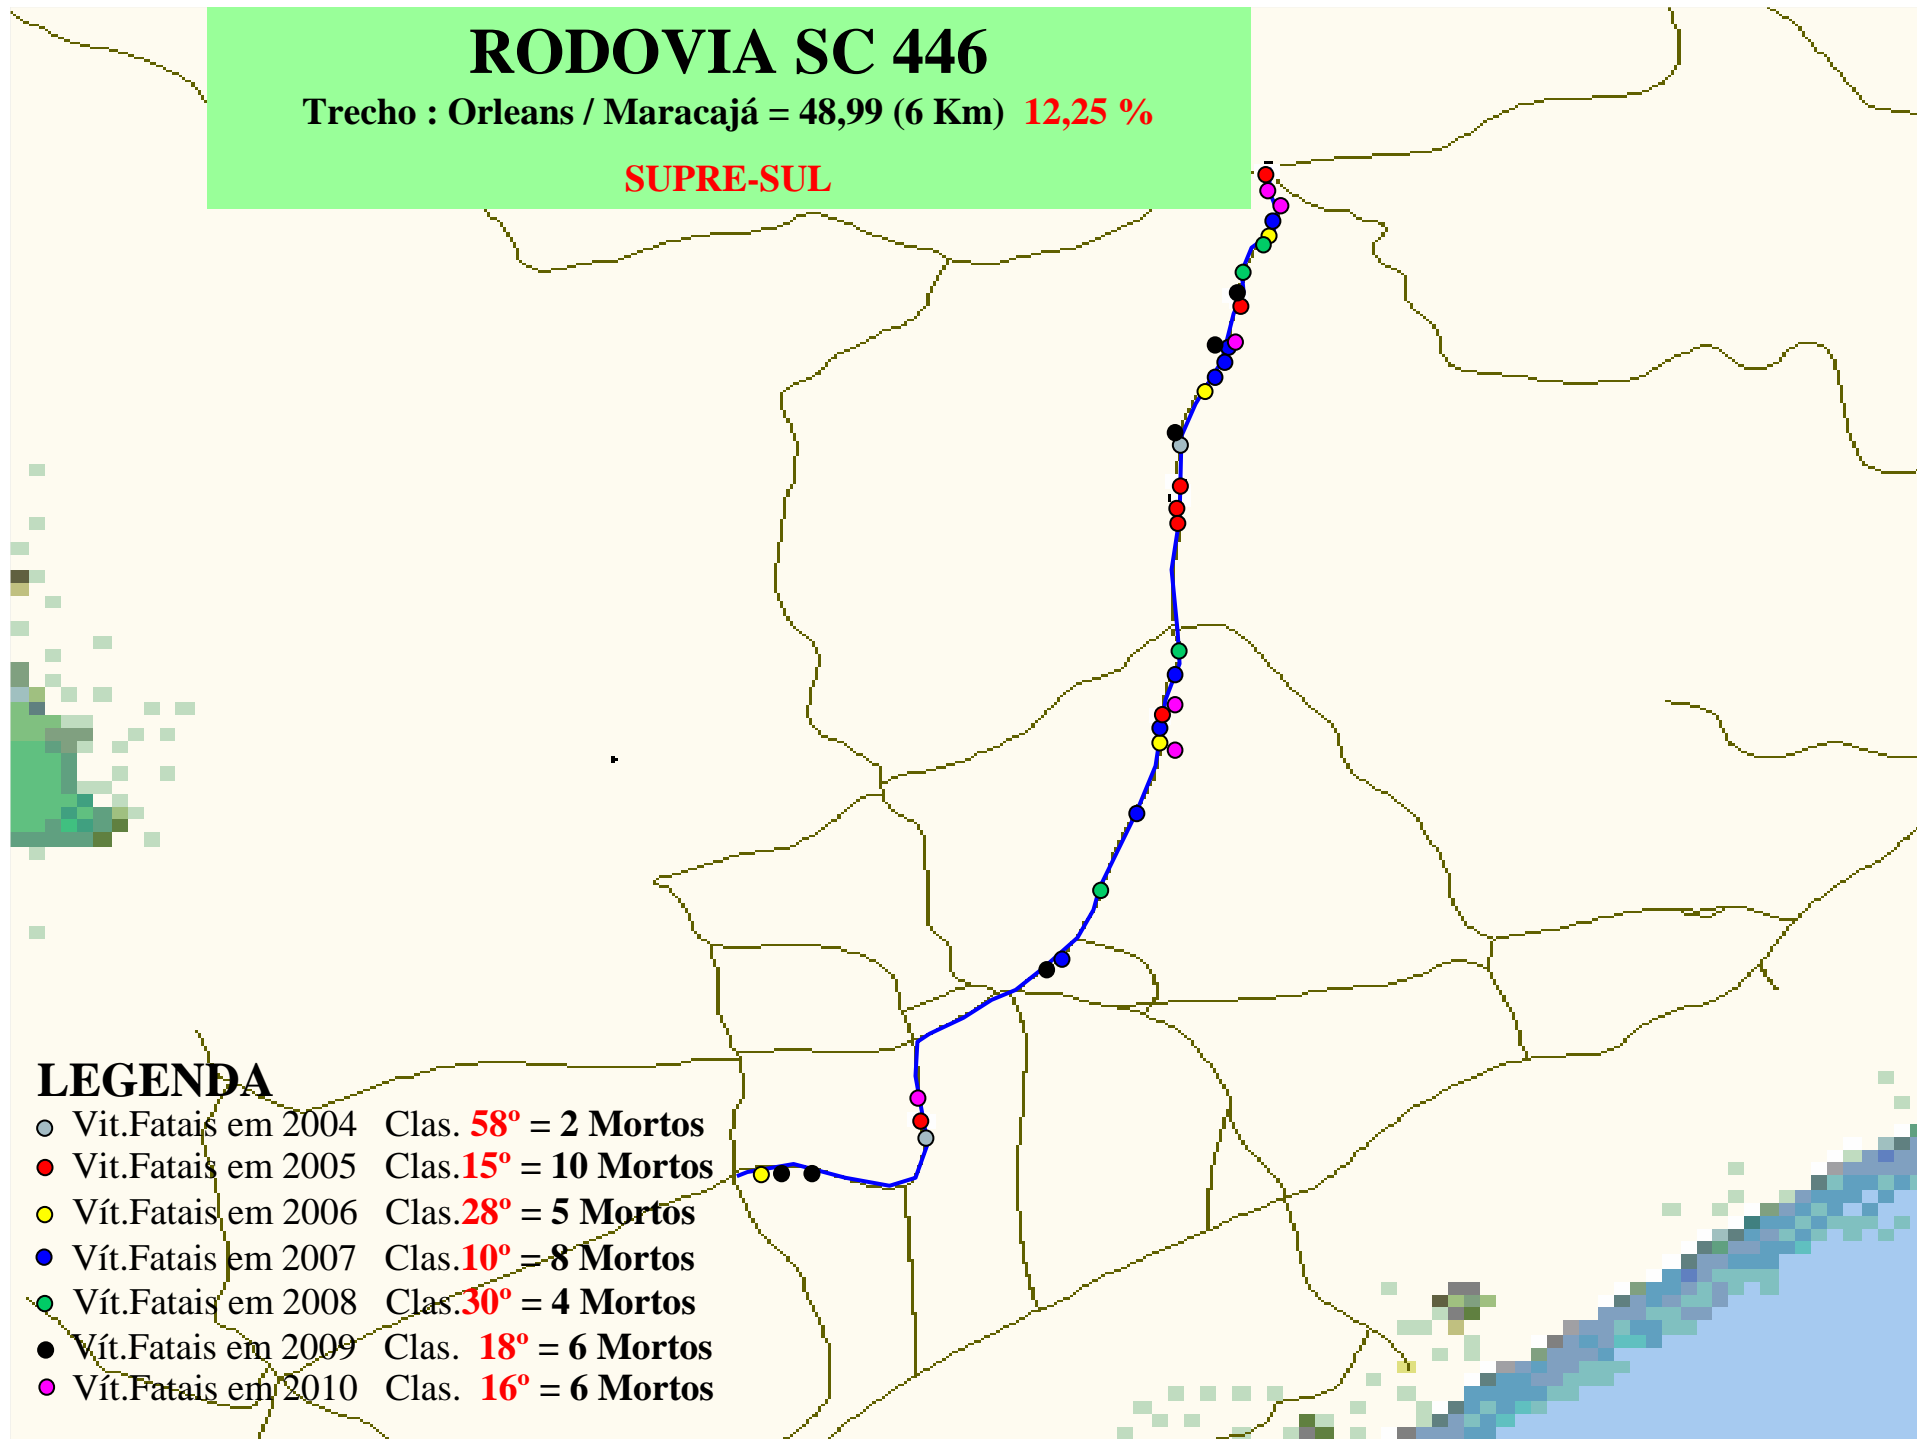 RODOVIA SC 446
Trecho : Orleans / Maracajá = 48,99 (6 Km) 12,25 %
SUPRE-SUL
LEGENDA
Vit.Fatais em 2004 Clas. 58º = 2 Mortos
Vit.Fatais em 2005 Clas.15º = 10 Mortos
Vít.Fatais em 2006 Clas.28º = 5 Mortos
Vít.Fatais em 2007 Clas.10º = 8 Mortos
Vít.Fatais em 2008 Clas.30º = 4 Mortos
Vít.Fatais em 2009 Clas. 18º = 6 Mortos
Vít.Fatais em 2010 Clas. 16º = 6 Mortos